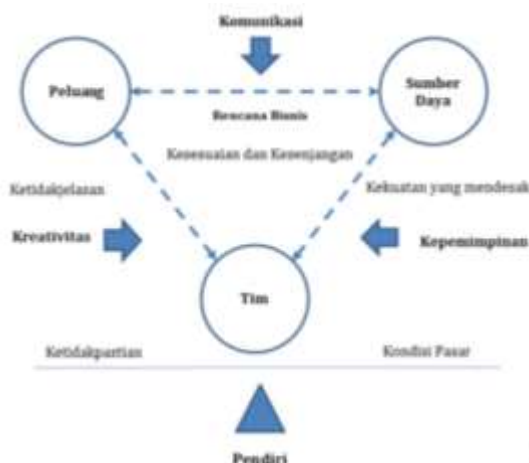 Komunikasi
Peluang
Sumber
Daya
Rencana Bisnis
Kesesuaian dan Kesenjangan
Ketidakjelasan
Kekuatan yang mendesak
Kreativitas
Kepemimpinan
Tim
Ketidakpartian
Kondisi Pasar
Pendiri